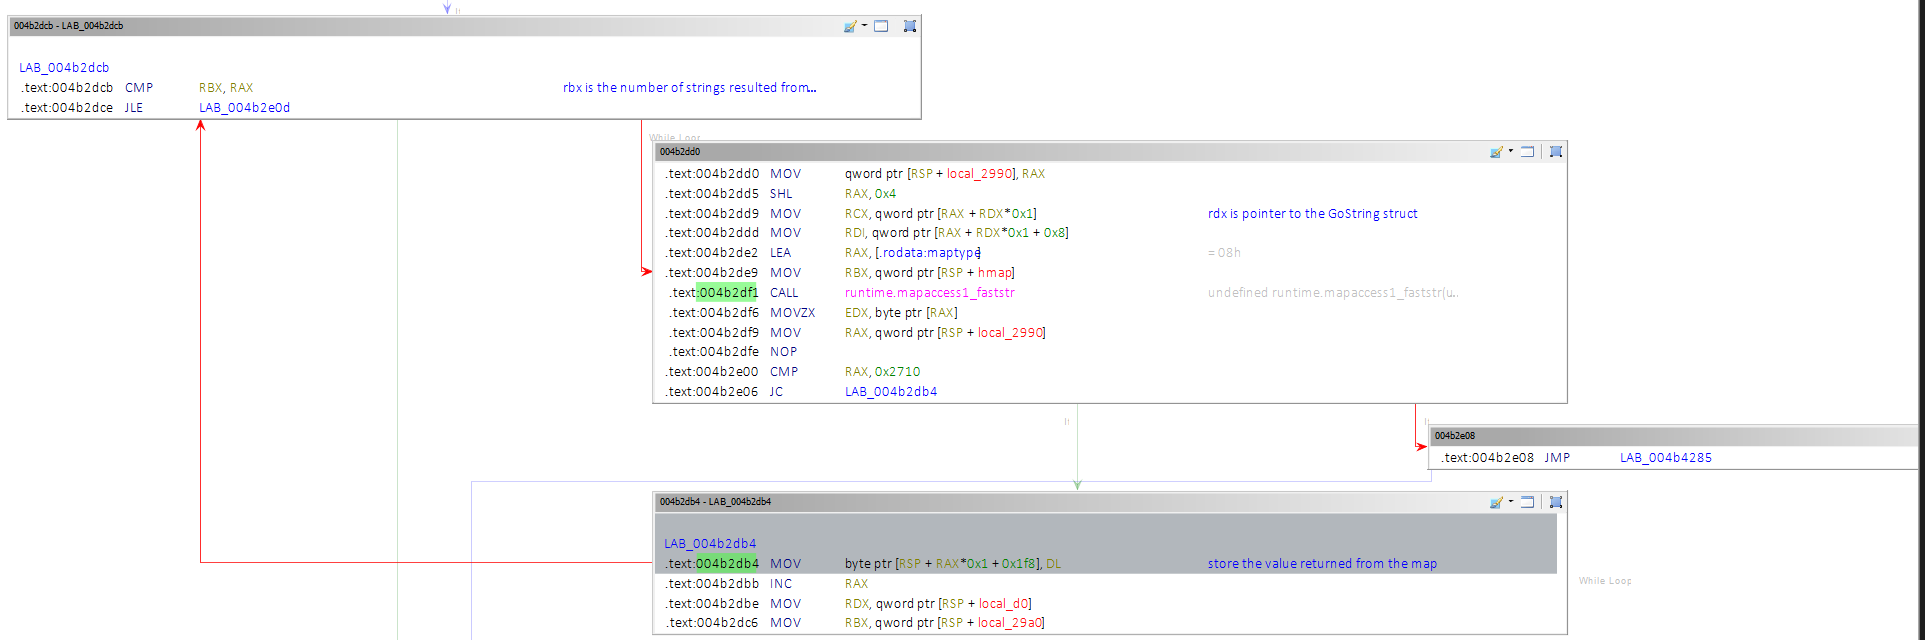 If
004b2dcb - LAB_004b2dcb
LAB_004b2dcb
.text:004b2dcb CMP RBX, RAX rbx is the number of strings resulted from...
.text:004b2dce JLE LAB_004b2e0d
While Loop
004b2dd0
.text:004b2dd0 MOV qword ptr [RSP + local_2990], RAX
.text:004b2dd5 SHL RAX, 0x4
.text:004b2dd9 MOV RCX, qword ptr [RAX + RDX*0x1] rdx is pointer to the GoString struct
.text:004b2ddd MOV RDI, qword ptr [RAX + RDX*0x1 + 0x8]
.text:004b2de2 LEA RAX, [.rodata:maptype] = 08h
.text:004b2de9 MOV RBX, qword ptr [RSP + hmap]
.text:004b2df1 CALL runtime.mapaccess1_faststr undefined runtime.mapaccess1_faststr(u...
.text:004b2df6 MOVZX EDX, byte ptr [RAX]
.text:004b2df9 MOV RAX, qword ptr [RSP + local_2990]
.text:004b2dfe NOP
.text:004b2e00 CMP RAX, 0x2710
.text:004b2e06 JC LAB_004b2db4
If
If
004b2e08
.text:004b2e08 JMP LAB_004b4285
004b2db4 - LAB_004b2db4
LAB_004b2db4
.text:004b2db4 MOV byte ptr [RSP + RAX*0x1 + 0x1f8], DL store the value returned from the map
.text:004b2dbb INC RAX
While Loop
.text:004b2dbe MOV RDX, qword ptr [RSP + local_d0]
.text:004b2dc6 MOV RBX, qword ptr [RSP + local_29a0]